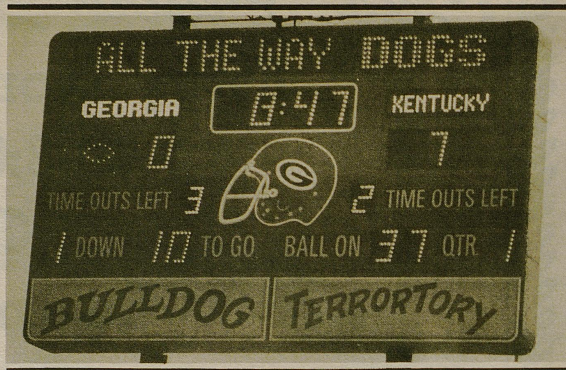 ALL THE WAY DOGS
GEORGIA 8:47 KENTUCKY
0 7
G
TIME OUTS LEFT 3 2 TIME OUTS LEFT
1 DOWN 10 TO GO BALL ON 37 QTR 1
BULLDOG TERRORTORY